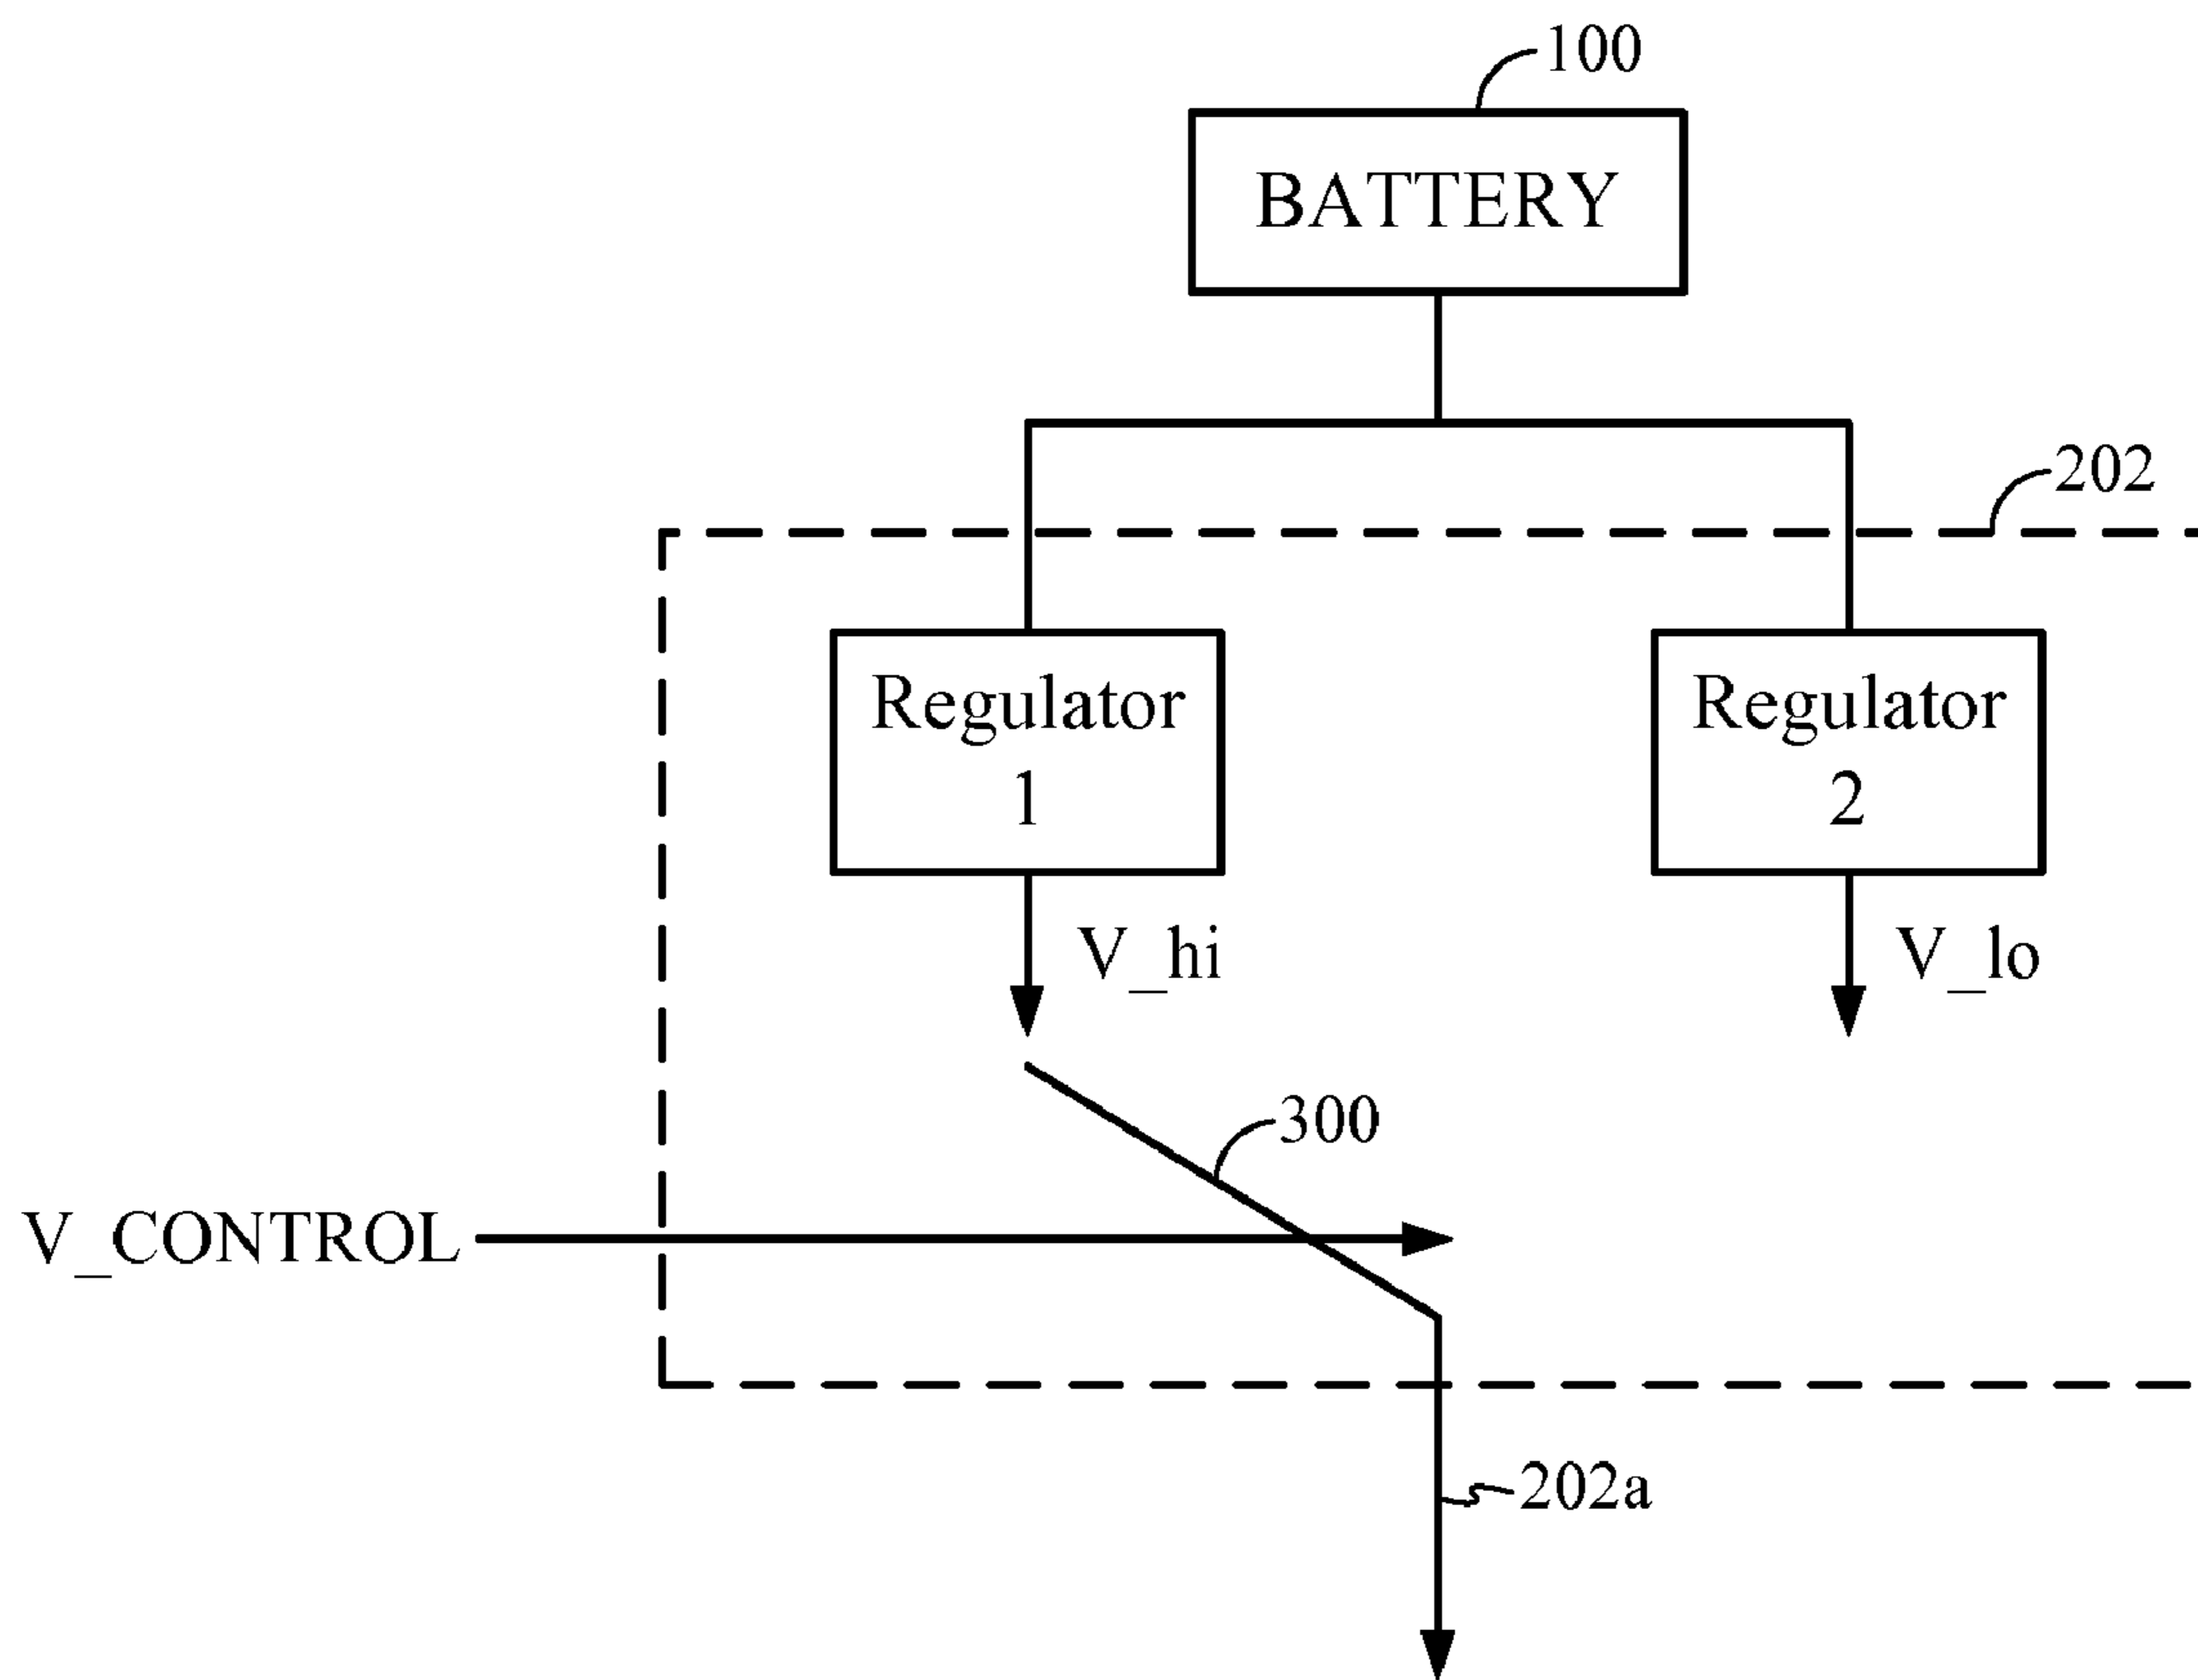 100
BATTERY
202
Regulator
1
Regulator
2
V_hi
V_lo
300
V_CONTROL
202a